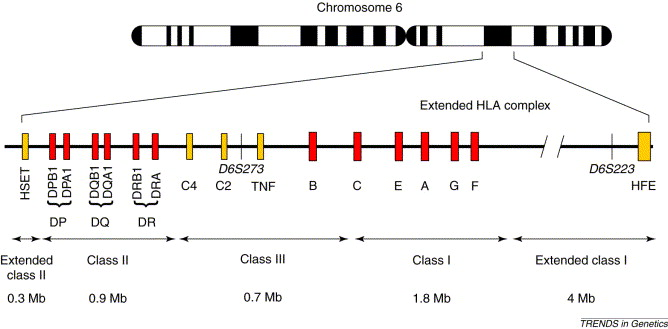 Chromosome 6
Extended HLA complex
HSET DPB1 DPA1 DQB1 DQA1 DRB1 DRA C4 C2 D6S273 TNF B C E A G F D6S223 HFE
DP DQ DR
Extended class II Class II Class III Class I Extended class I
0.3 Mb 0.9 Mb 0.7 Mb 1.8 Mb 4 Mb
TRENDS in Genetics